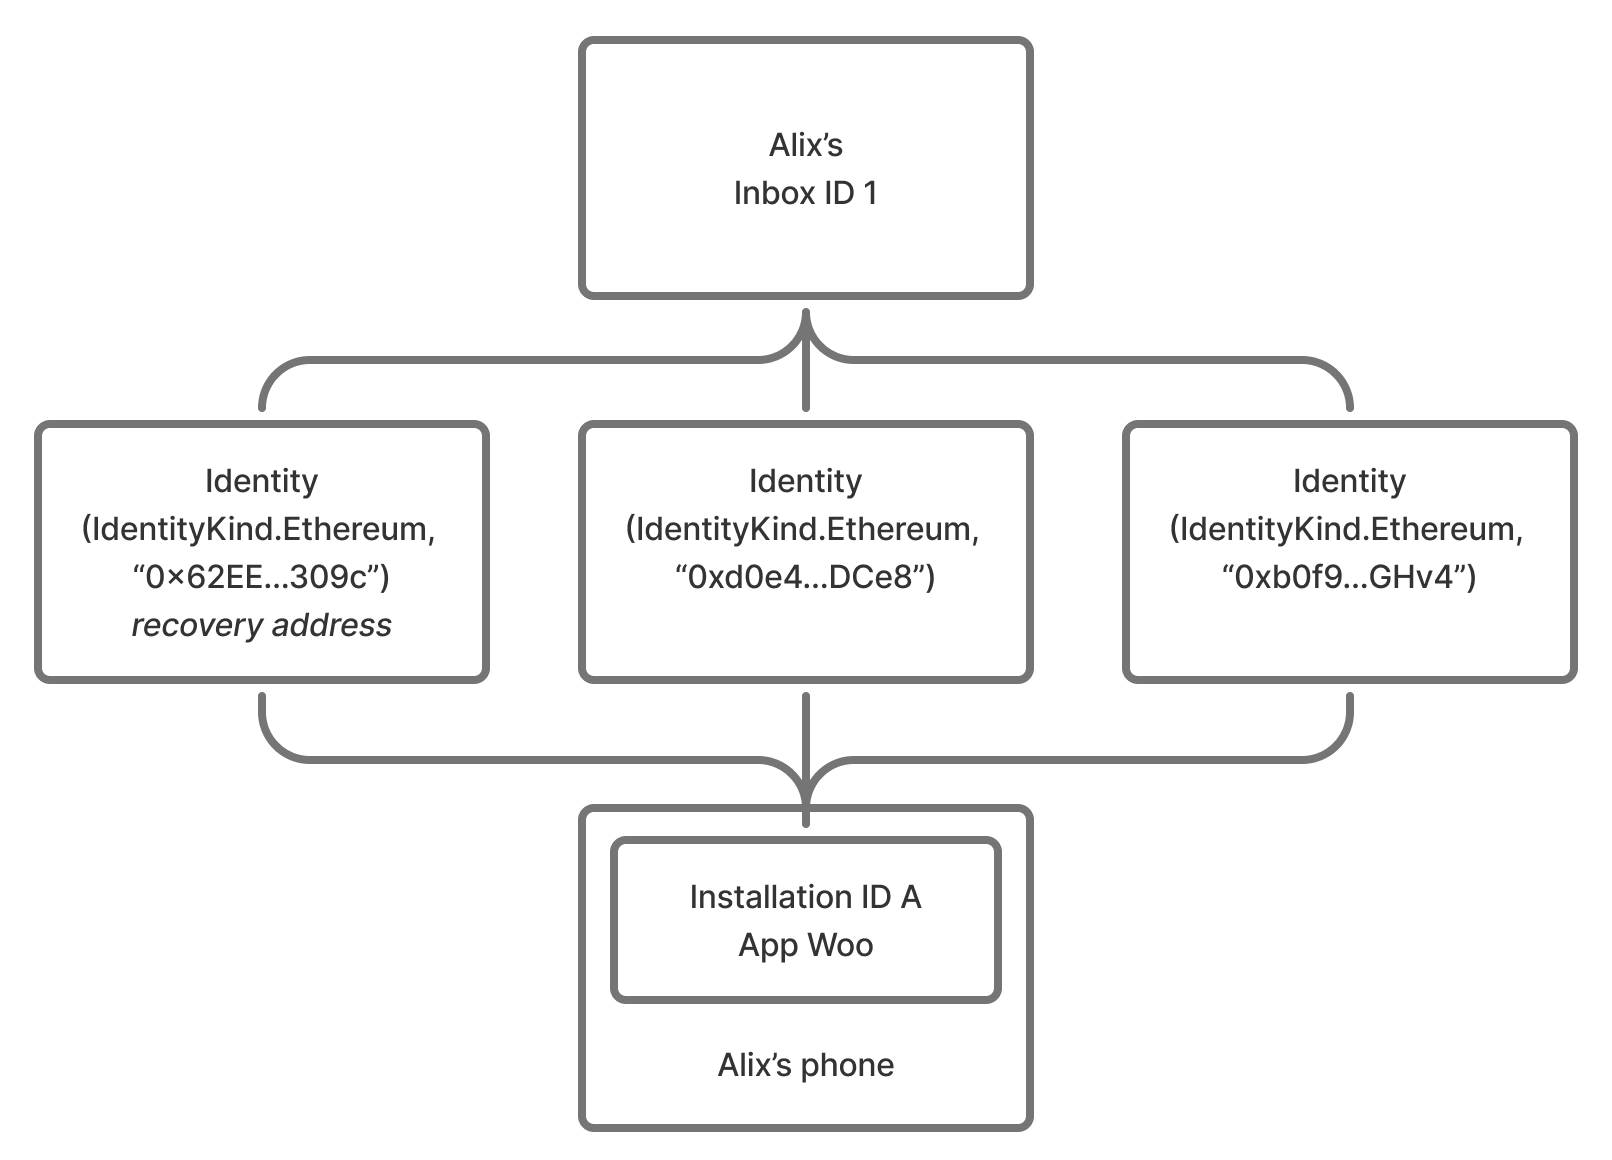 Alix’s
Inbox ID 1
Identity
(IdentityKind.Ethereum,
“0×62EE...309c”)
recovery address
Identity
(IdentityKind.Ethereum,
“0xd0e4...DCe8”)
Identity
(IdentityKind.Ethereum,
“0xb0f9...GHv4”)
Installation ID A
App Woo
Alix’s phone